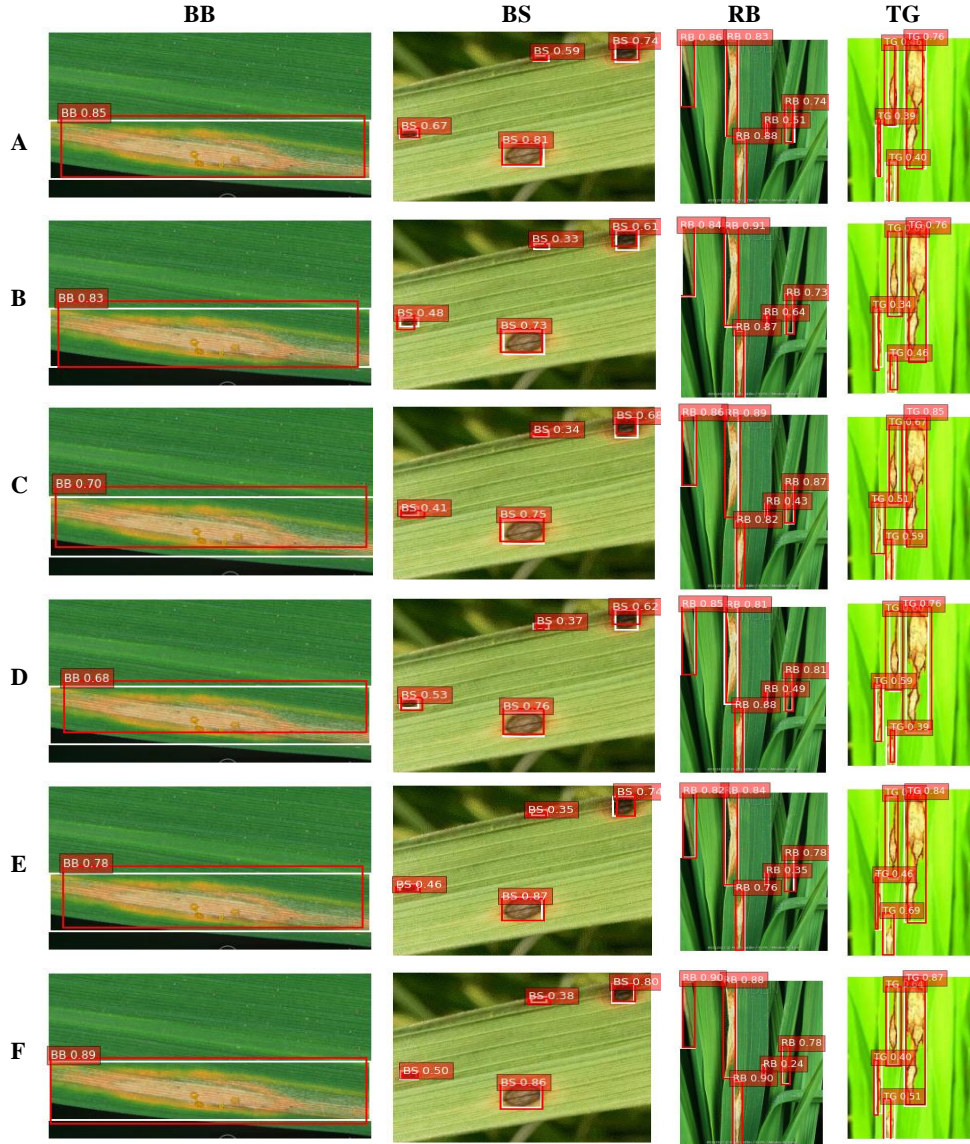 BB BS RB TG
A
BB 0.85
BS 0.59 BS 0.74
BS 0.67 BS 0.81
RB 0.86 RB 0.83
RB 0.74
RB 0.51
RB 0.88
TG 0.76
TG 0.39
TG 0.40
B
BB 0.83
BS 0.33 BS 0.61
BS 0.48 BS 0.73
RB 0.84 RB 0.91
RB 0.73
RB 0.64
RB 0.87
TG 0.76
TG 0.34
TG 0.46
C
BB 0.70
BS 0.34 BS 0.68
BS 0.41 BS 0.75
RB 0.86 RB 0.89
RB 0.87
RB 0.43
RB 0.82
TG 0.85
TG 0.67
TG 0.51
TG 0.59
D
BB 0.68
BS 0.37 BS 0.62
BS 0.53 BS 0.76
RB 0.85 RB 0.81
RB 0.81
RB 0.49
RB 0.88
TG 0.76
TG 0.59
TG 0.39
E
BB 0.78
BS 0.35 BS 0.74
BS 0.46 BS 0.87
RB 0.82 RB 0.84
RB 0.78
RB 0.35
RB 0.76
TG 0.84
TG 0.46
TG 0.69
F
BB 0.89
BS 0.38 BS 0.80
BS 0.50 BS 0.86
RB 0.90 RB 0.88
RB 0.78
RB 0.24
RB 0.90
TG 0.87
TG 0.40
TG 0.51